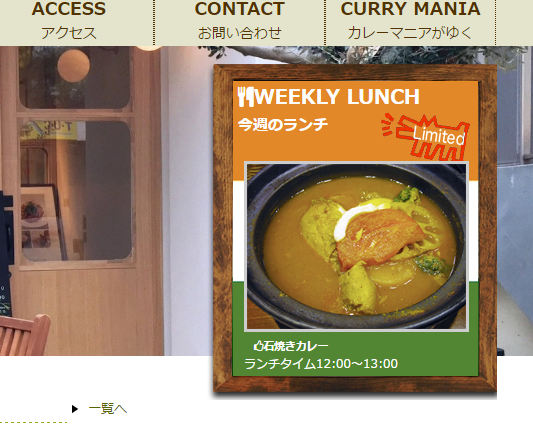 ACCESS
アクセス
CONTACT
お問い合わせ
CURRY MANIA
カレーマニアがゆく
WEEKLY LUNCH
今週のランチ
Limited
石焼きカレー
ランチタイム12:00〜13:00
一覧へ